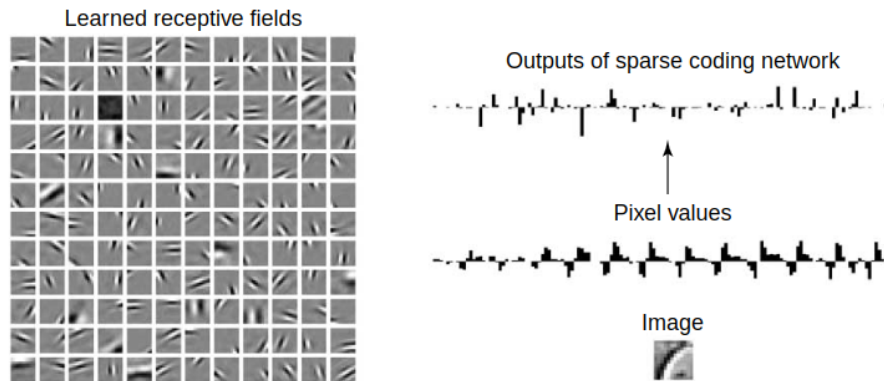 Learned receptive fields
Outputs of sparse coding network
Pixel values
Image